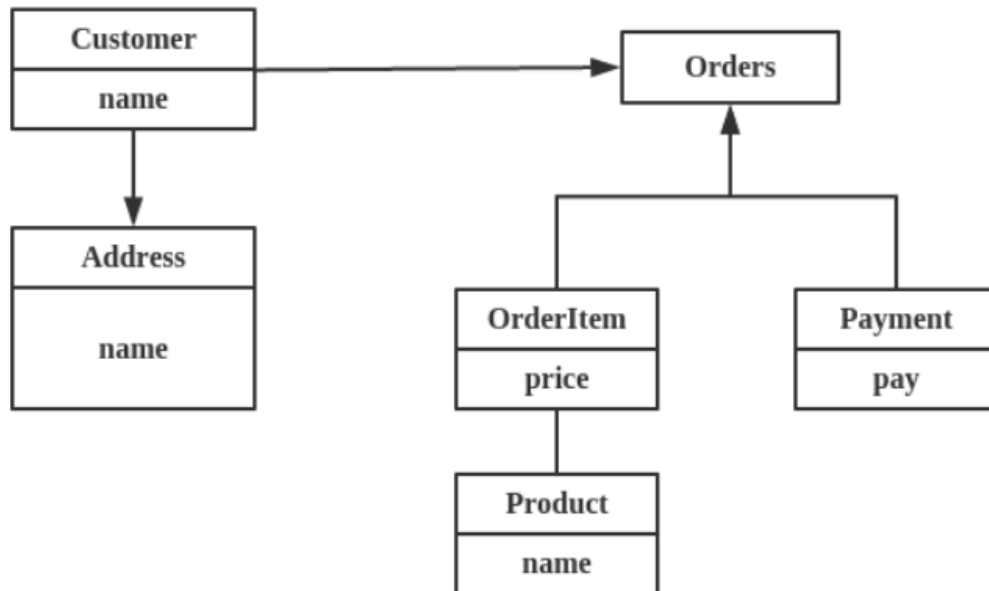 Customer
name
Orders
Address
name
OrderItem
price
Payment
pay
Product
name